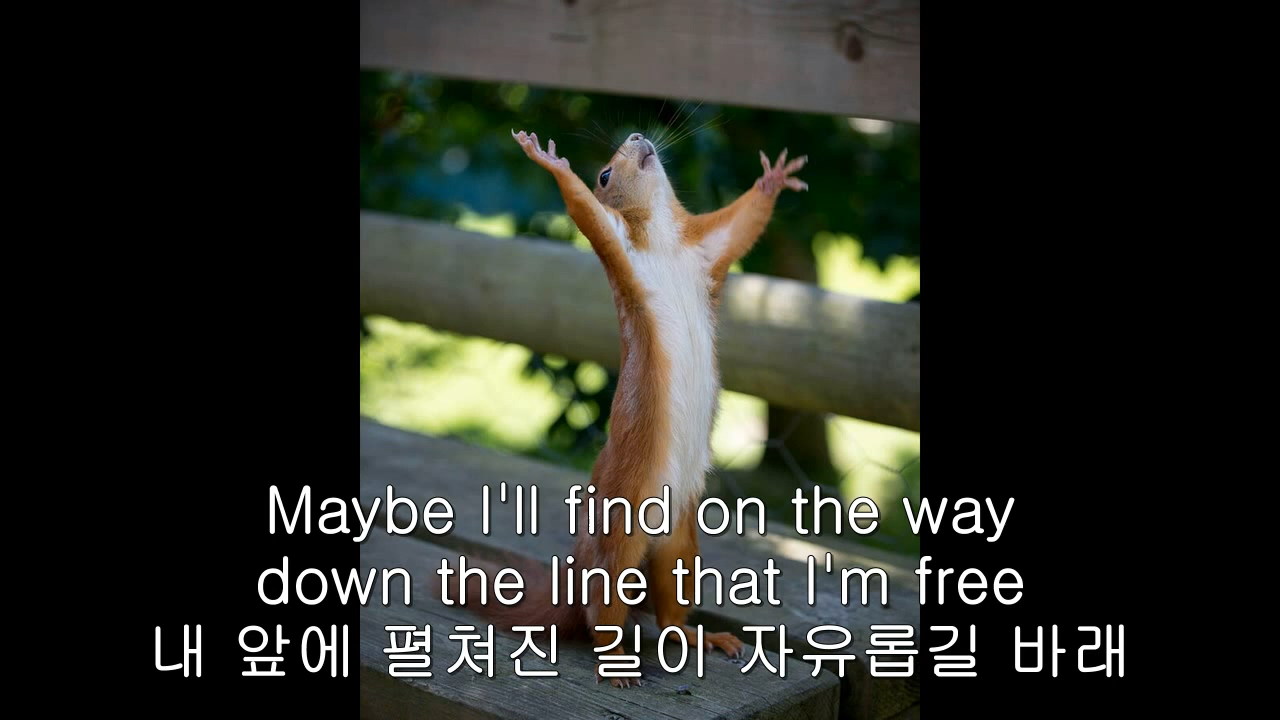 Maybe I'll find on the way
down the line that I'm free
내 앞에 펼쳐진 길이 자유롭길 바래